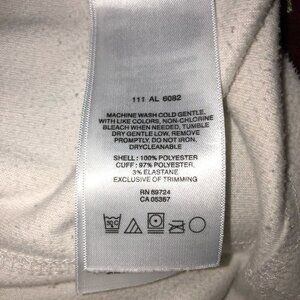 111 AL 6082
MACHINE WASH COLD GENTLE,
WITH LIKE COLORS, NON-CHLORINE
BLEACH WHEN NEEDED, TUMBLE
DRY GENTLE LOW, REMOVE
PROMPTLY, DO NOT IRON,
DRYCLEANABLE
SHELL : 100% POLYESTER
CUFF : 97% POLYESTER,
3% ELASTANE
EXCLUSIVE OF TRIMMING
RN 69724
CA 05367